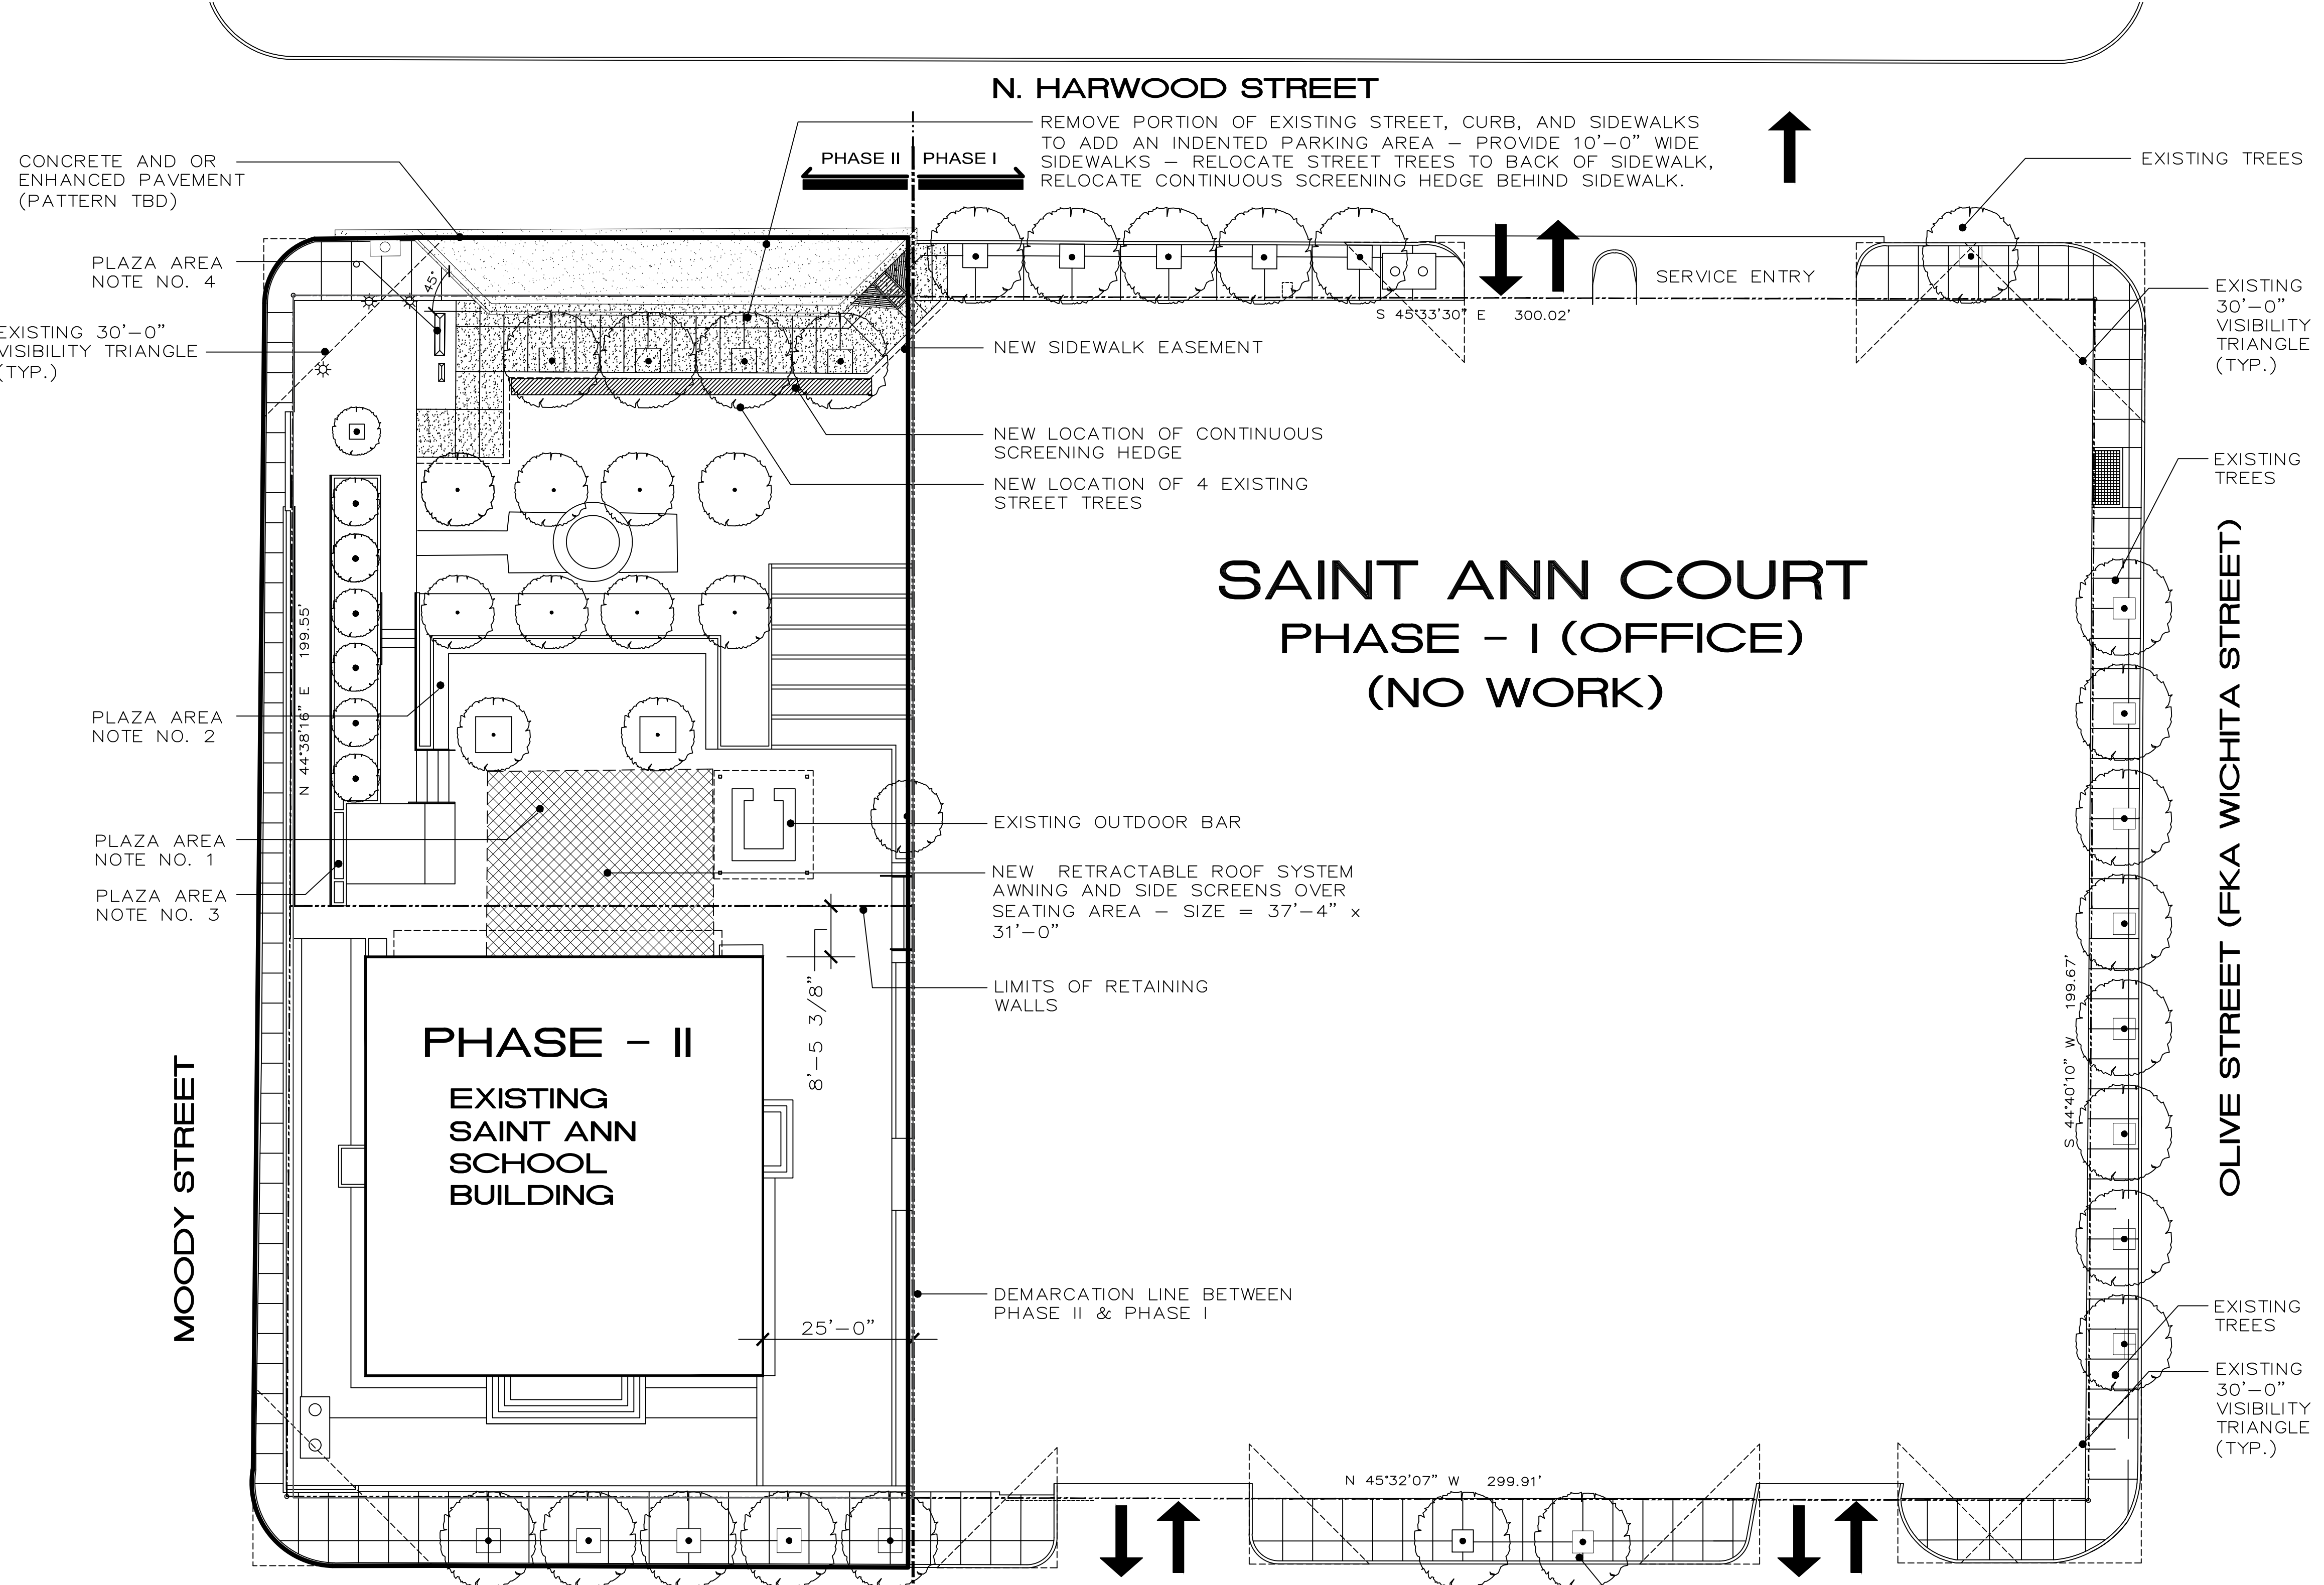 N. HARWOOD STREET
REMOVE PORTION OF EXISTING STREET, CURB, AND SIDEWALKS
TO ADD AN INDENTED PARKING AREA – PROVIDE 10'–0" WIDE
SIDEWALKS – RELOCATE STREET TREES TO BACK OF SIDEWALK,
RELOCATE CONTINUOUS SCREENING HEDGE BEHIND SIDEWALK.
PHASE II
PHASE I
CONCRETE AND OR
ENHANCED PAVEMENT
(PATTERN TBD)
PLAZA AREA
NOTE NO. 4
EXISTING 30'–0"
VISIBILITY TRIANGLE
(TYP.)
45°
EXISTING TREES
SERVICE ENTRY
S 45°33'30" E 300.02'
EXISTING
30'–0"
VISIBILITY
TRIANGLE
(TYP.)
NEW SIDEWALK EASEMENT
NEW LOCATION OF CONTINUOUS
SCREENING HEDGE
NEW LOCATION OF 4 EXISTING
STREET TREES
EXISTING
TREES
SAINT ANN COURT
PHASE – I (OFFICE)
(NO WORK)
OLIVE STREET (FKA WICHITA STREET)
N 44°38'16" E 199.55'
PLAZA AREA
NOTE NO. 2
PLAZA AREA
NOTE NO. 1
PLAZA AREA
NOTE NO. 3
EXISTING OUTDOOR BAR
NEW RETRACTABLE ROOF SYSTEM
AWNING AND SIDE SCREENS OVER
SEATING AREA – SIZE = 37'–4" x
31'–0"
LIMITS OF RETAINING
WALLS
8'–5 3/8"
S 44°40'10" W 199.67'
MOODY STREET
PHASE – II
EXISTING
SAINT ANN
SCHOOL
BUILDING
DEMARCATION LINE BETWEEN
PHASE II & PHASE I
25'–0"
EXISTING
TREES
EXISTING
30'–0"
VISIBILITY
TRIANGLE
(TYP.)
N 45°32'07" W 299.91'